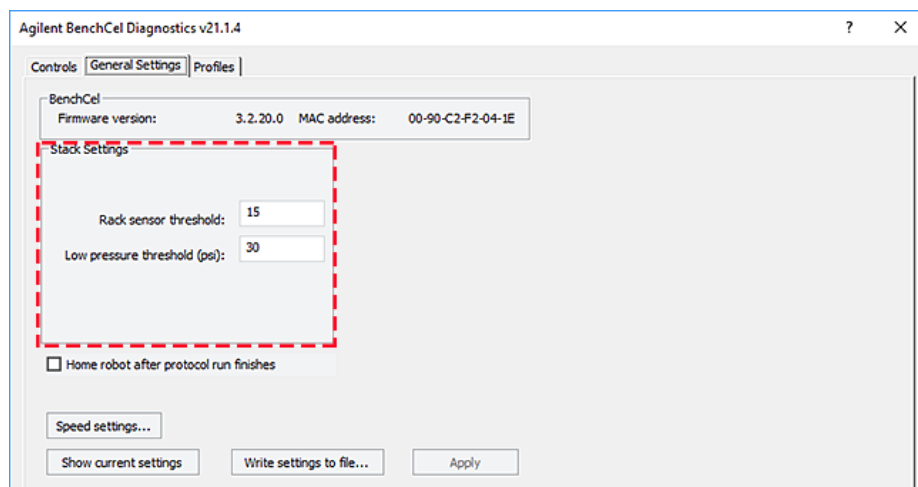 Agilent BenchCel Diagnostics v21.1.4 ? X
Controls General Settings Profiles
BenchCel
Firmware version: 3.2.20.0 MAC address: 00-90-C2-F2-04-1E
Stack Settings
Rack sensor threshold: 15
Low pressure threshold (psi): 30
Home robot after protocol run finishes
Speed settings...
Show current settings Write settings to file... Apply